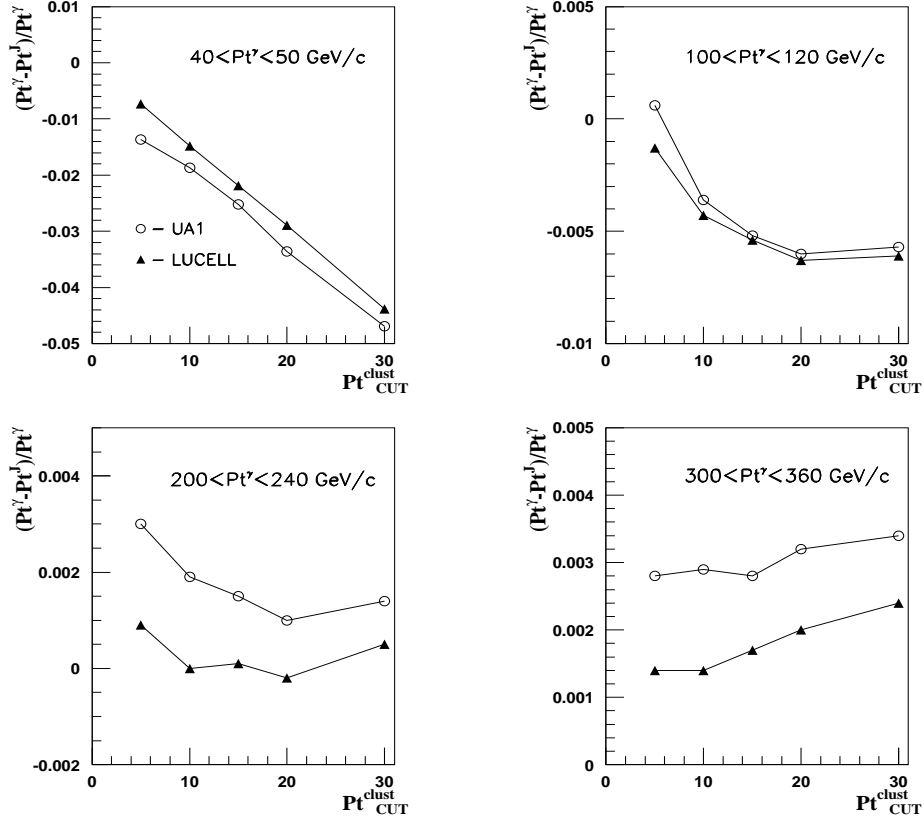 (Pt^γ-Pt^J)/Pt^γ
40<Pt^γ<50 GeV/c
0
-0.01
-0.02
-0.03
-0.04
-0.05
○ – UA1
▲ – LUCELL
0 10 20 30
Pt^clust_CUT
(Pt^γ-Pt^J)/Pt^γ
100<Pt^γ<120 GeV/c
0.005
0
-0.005
-0.01
0 10 20 30
Pt^clust_CUT
(Pt^γ-Pt^J)/Pt^γ
200<Pt^γ<240 GeV/c
0.004
0.002
0
-0.002
0 10 20 30
Pt^clust_CUT
(Pt^γ-Pt^J)/Pt^γ
300<Pt^γ<360 GeV/c
0.005
0.004
0.003
0.002
0.001
0
0 10 20 30
Pt^clust_CUT